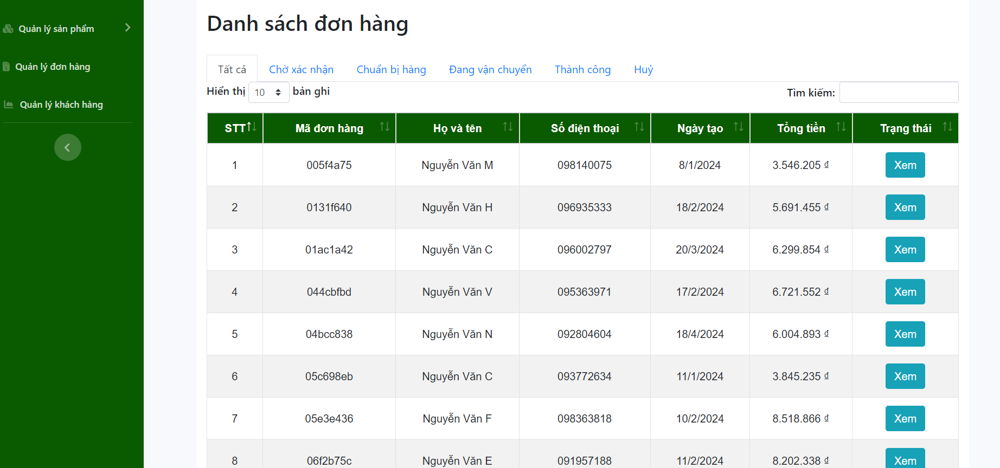 Quản lý sản phẩm
Quản lý đơn hàng
Quản lý khách hàng
Danh sách đơn hàng
Tất cả Chờ xác nhận Chuẩn bị hàng Đang vận chuyển Thành công Huỷ
Hiển thị 10 bản ghi Tìm kiếm:
STT Mã đơn hàng Họ và tên Số điện thoại Ngày tạo Tổng tiền Trạng thái
1 005f4a75 Nguyễn Văn M 098140075 8/1/2024 3.546.205 ₫ Xem
2 0131f640 Nguyễn Văn H 096935333 18/2/2024 5.691.455 ₫ Xem
3 01ac1a42 Nguyễn Văn C 096002797 20/3/2024 6.299.854 ₫ Xem
4 044cbfbd Nguyễn Văn V 095363971 17/2/2024 6.721.552 ₫ Xem
5 04bcc838 Nguyễn Văn N 092804604 18/4/2024 6.004.893 ₫ Xem
6 05c698eb Nguyễn Văn C 093772634 11/1/2024 3.845.235 ₫ Xem
7 05e3e436 Nguyễn Văn F 098363818 10/2/2024 8.518.866 ₫ Xem
8 06f2b75c Nguyễn Văn E 091957188 11/2/2024 8.202.338 ₫ Xem